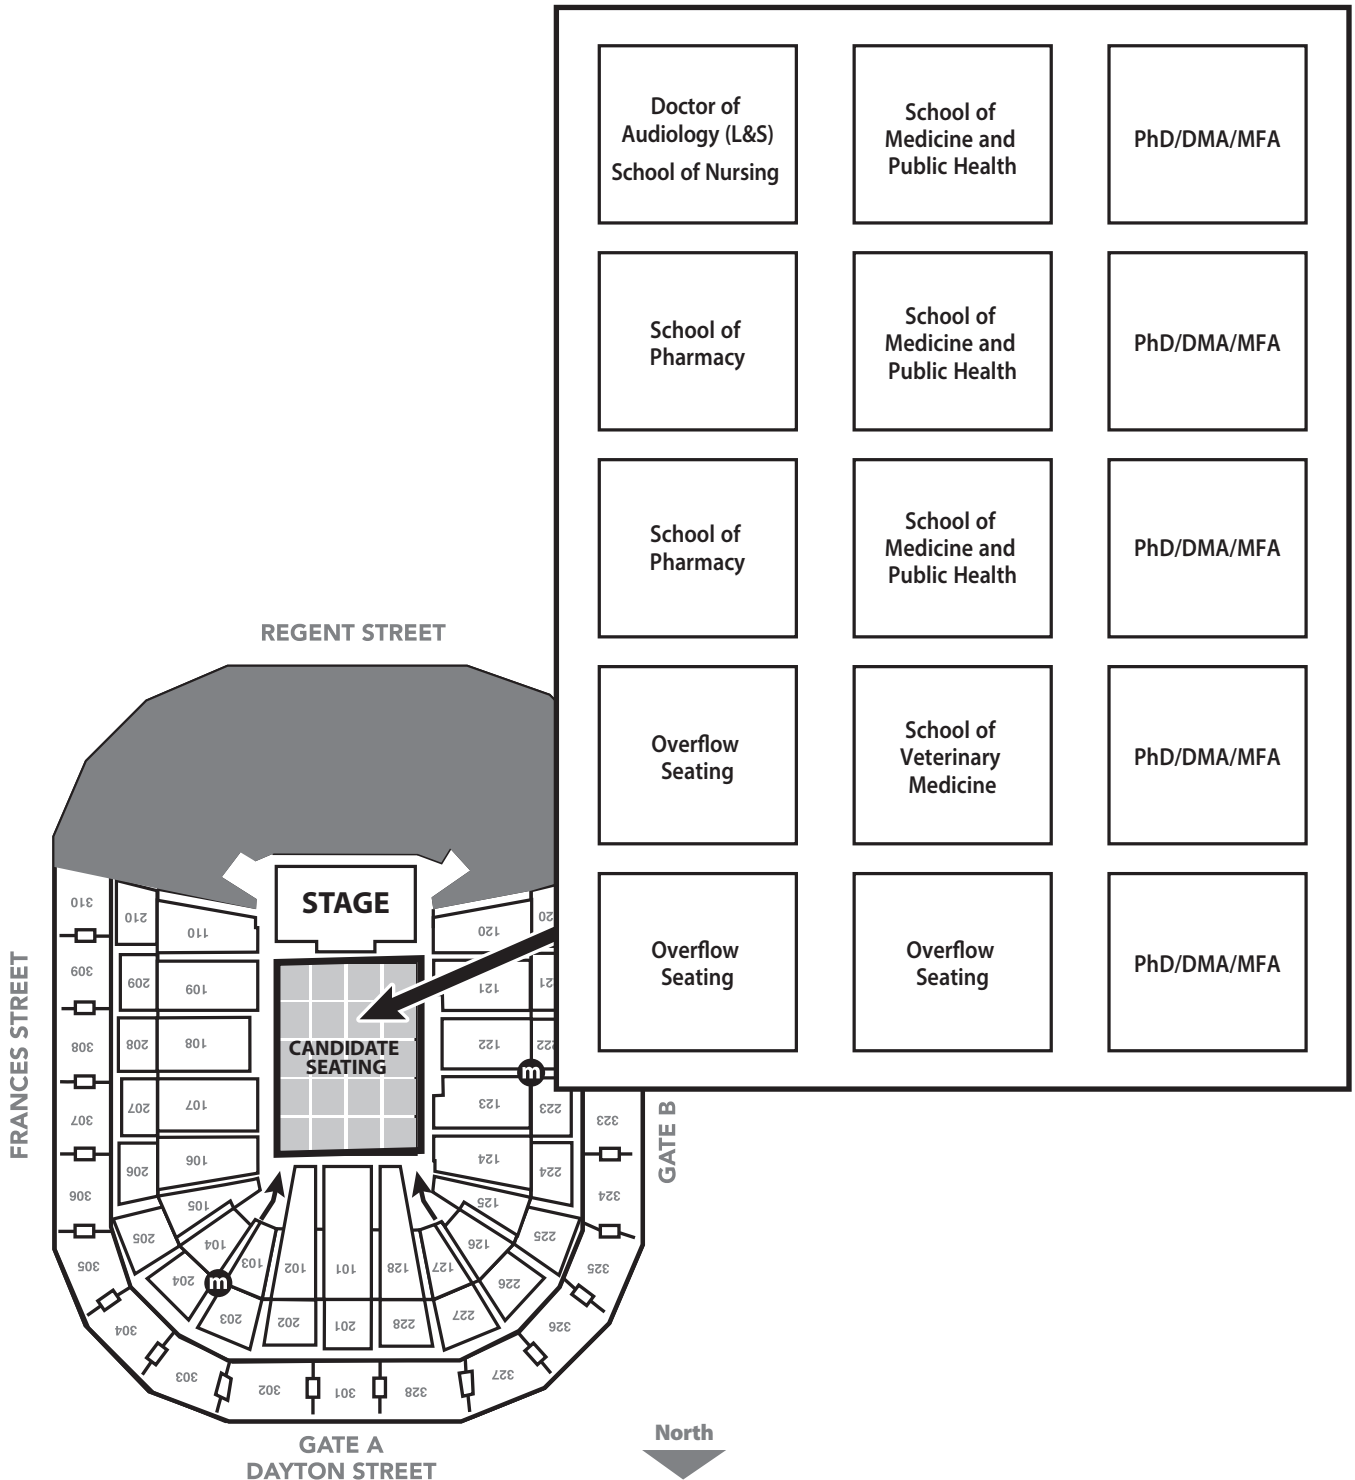 Doctor of
Audiology (L&S)
School of Nursing
School of
Medicine and
Public Health
PhD/DMA/MFA
School of
Pharmacy
School of
Medicine and
Public Health
PhD/DMA/MFA
School of
Pharmacy
School of
Medicine and
Public Health
PhD/DMA/MFA
Overflow
Seating
School of
Veterinary
Medicine
PhD/DMA/MFA
Overflow
Seating
Overflow
Seating
PhD/DMA/MFA
REGENT STREET
STAGE
CANDIDATE
SEATING
FRANCES STREET
GATE B
310
210
110
120
309
209
109
121
308
208
108
122
222
m
307
207
107
123
223
323
306
206
106
124
224
324
105
125
305
205
104
103
102
101
128
127
126
225
325
204
m
226
304
203
202
201
228
227
326
303
302
301
328
327
GATE A
DAYTON STREET
North